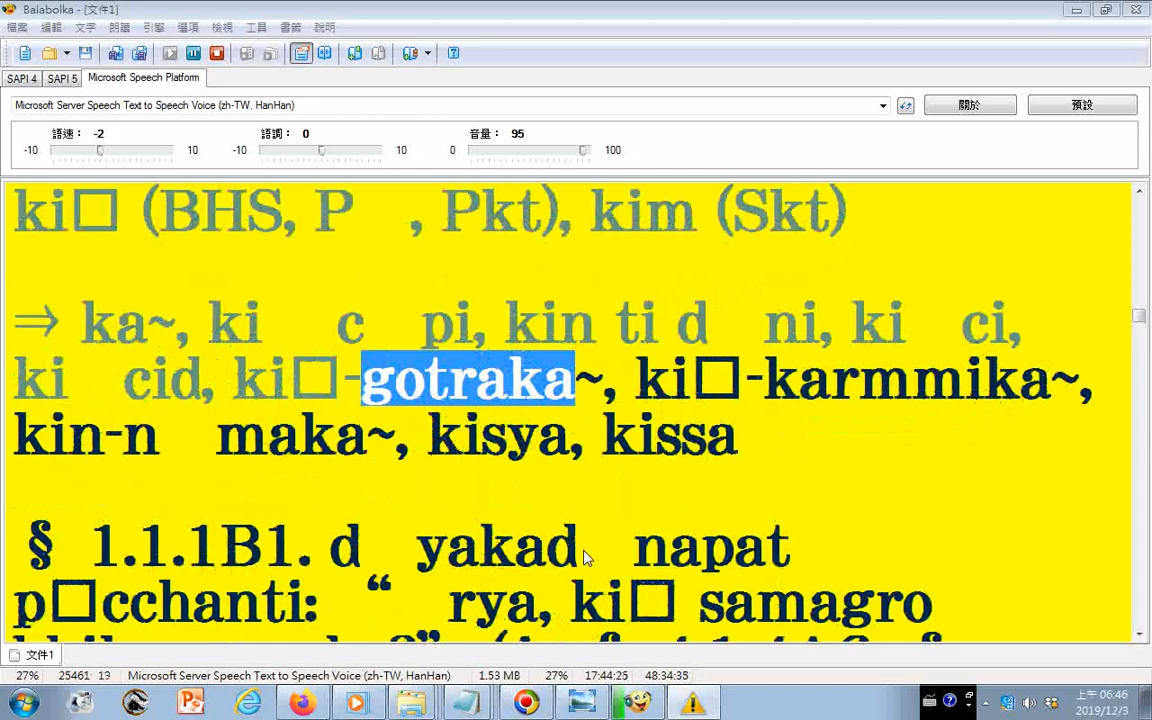 Balabolka - [文件1]
檔案 編輯 文字 朗讀 引擎 選項 檢視 工具 書籤 說明
SAPI 4 SAPI 5 Microsoft Speech Platform
Microsoft Server Speech Text to Speech Voice (zh-TW, HanHan) 關於 預設
語速： -2 語調： 0 音量： 95
-10 10 -10 10 0 100
ki□ (BHS, P , Pkt), kim (Skt)
⇒ ka~, ki c pi, kin ti d ni, ki ci,
ki cid, ki□-gotraka~, ki□-karmmika~,
kin-n maka~, kisya, kissa
§ 1.1.1B1. d yakad napat
p□cchanti: “ rya, ki□ samagro
文件1
27% 25461: 13 Microsoft Server Speech Text to Speech Voice (zh-TW, HanHan) 1.53 MB 27% 17:44:25 48:34:35
上午 06:46
2019/12/3